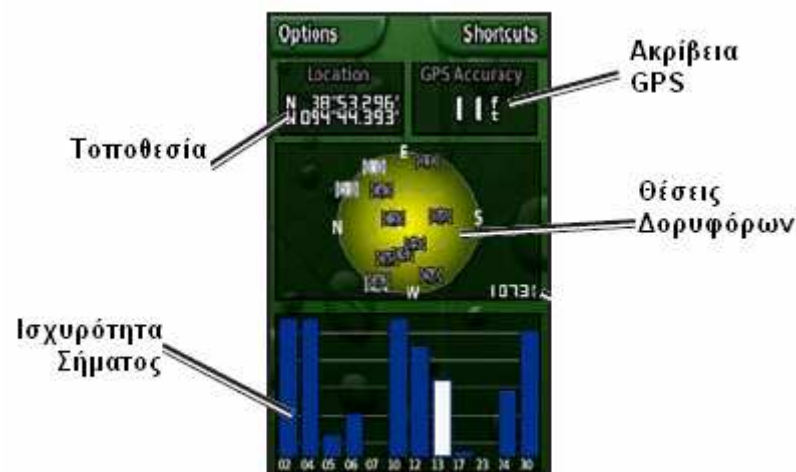 Options Shortcuts
Location GPS Accuracy
N 38°53.296'
W 094°44.393'
11 ft
Ακρίβεια
GPS
Τοποθεσία
E
N
S
W
Θέσεις
Δορυφόρων
Ισχυρότητα
Σήματος
02 04 05 06 07 10 12 13 17 23 24 30